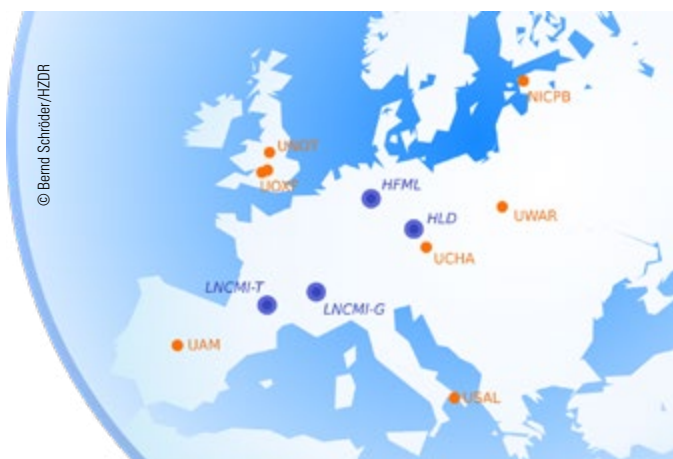 © Bernd Schröder/HZDR
NICPB
UNOT
UOXF
HFML
HLD
UWAR
UCHA
LNCMI-T
LNCMI-G
UAM
USAL